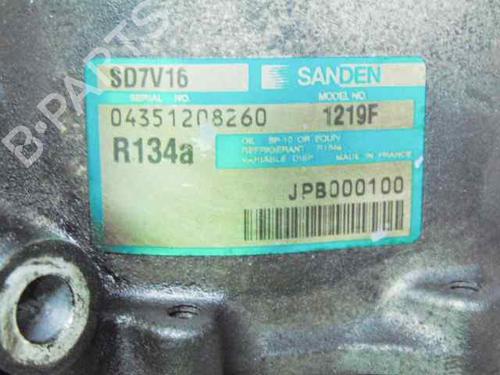 B-PARTS
SD7V16 SANDEN
SERIAL NO. MODEL NO.
04351208260 1219F
R134a
OIL SP-10 OR EQUIV
REFRIGERANT R134a
VARIABLE DISP. MADE IN FRANCE
JPB000100